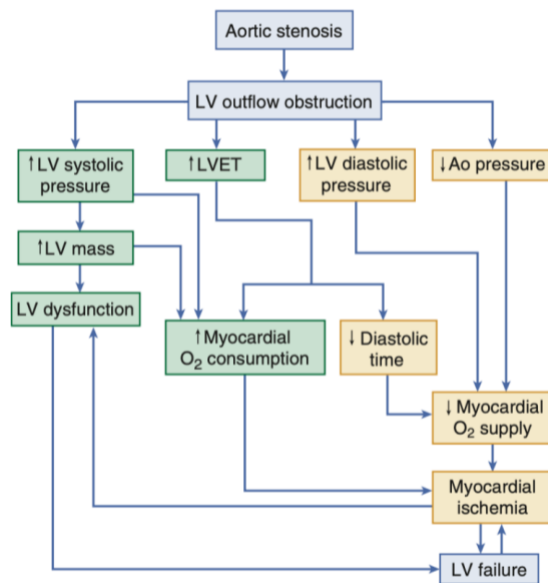 Aortic stenosis
LV outflow obstruction
↑LV systolic
pressure
↑LVET
↑LV diastolic
pressure
↓Ao pressure
↑LV mass
LV dysfunction
↑Myocardial
O₂ consumption
↓ Diastolic
time
↓ Myocardial
O₂ supply
Myocardial
ischemia
LV failure